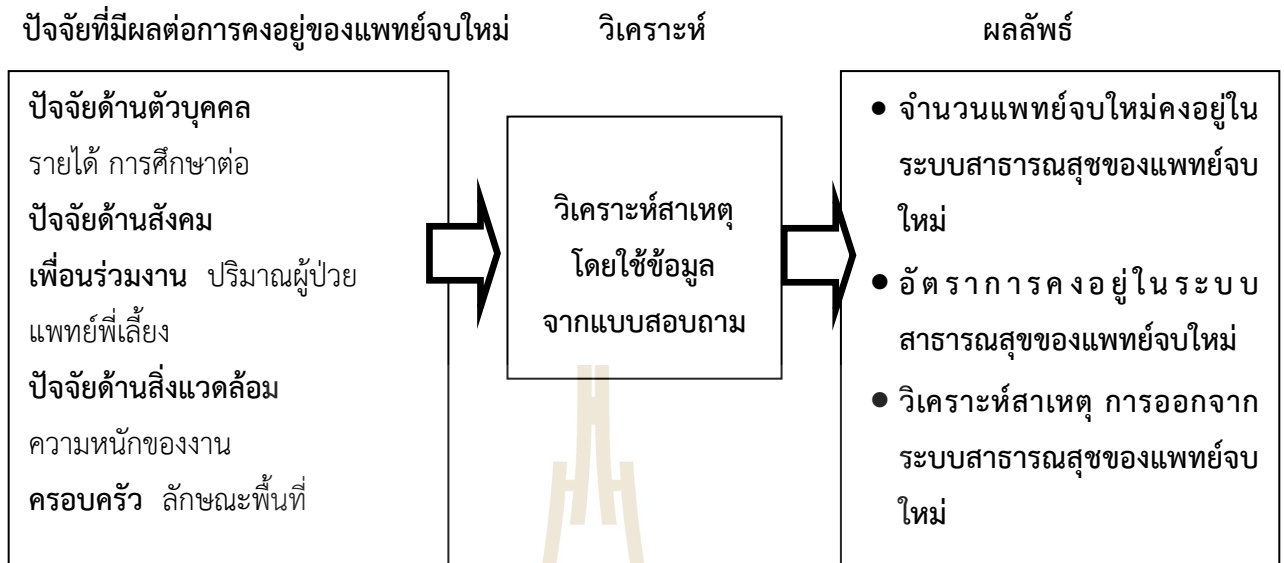 ปัจจัยที่มีผลต่อการคงอยู่ของแพทย์จบใหม่
ปัจจัยด้านตัวบุคคล
รายได้ การศึกษาต่อ
ปัจจัยด้านสังคม
เพื่อนร่วมงาน ปริมาณผู้ป่วย
แพทย์พี่เลี้ยง
ปัจจัยด้านสิ่งแวดล้อม
ความหนักของงาน
ครอบครัว ลักษณะพื้นที่
วิเคราะห์
วิเคราะห์สาเหตุ
โดยใช้ข้อมูล
จากแบบสอบถาม
ผลลัพธ์
● จำนวนแพทย์จบใหม่คงอยู่ใน
ระบบสาธารณสุชของแพทย์จบ
ใหม่
● อัตราการคงอยู่ในระบบ
สาธารณสุขของแพทย์จบใหม่
● วิเคราะห์สาเหตุ การออกจาก
ระบบสาธารณสุชของแพทย์จบ
ใหม่